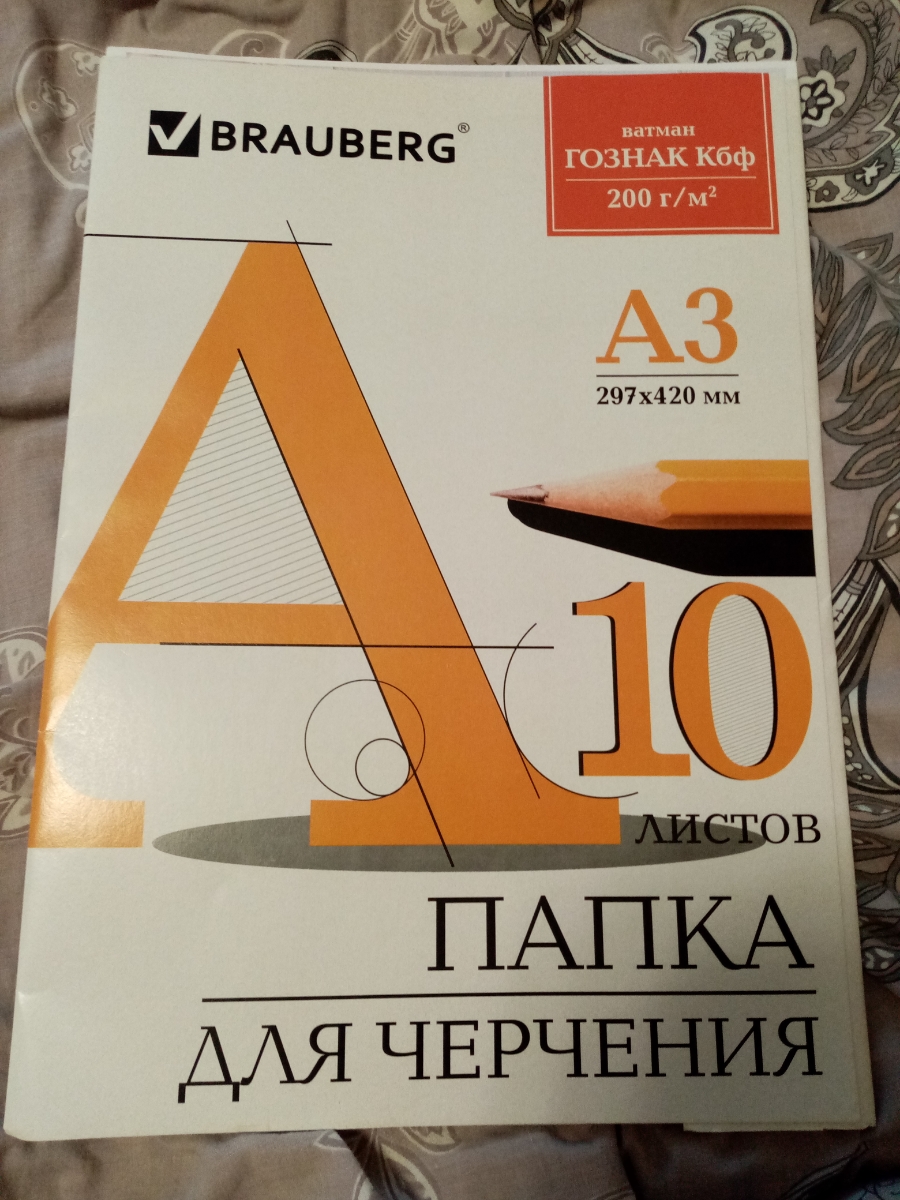 BRAUBERG®
ватман
ГОЗНАК Кбф
200 г/м²
А3
297х420 мм
А
10
ЛИСТОВ
ПАПКА
ДЛЯ ЧЕРЧЕНИЯ